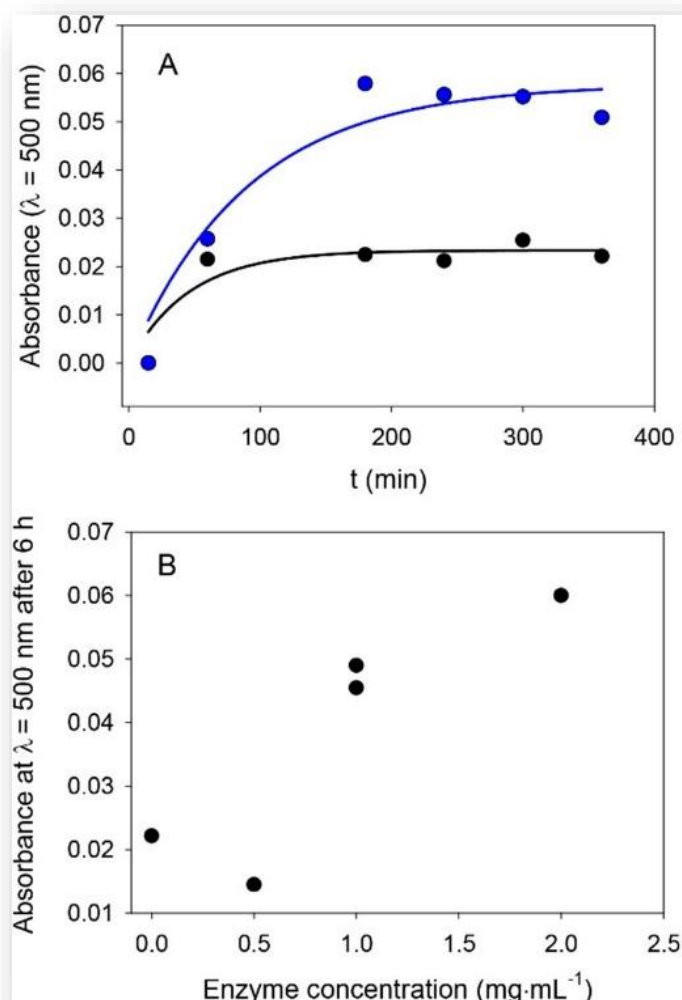 A
0.07
0.06
0.05
0.04
0.03
0.02
0.01
0.00
Absorbance (λ = 500 nm)
0 100 200 300 400
t (min)
B
0.07
0.06
0.05
0.04
0.03
0.02
0.01
Absorbance at λ = 500 nm after 6 h
0.0 0.5 1.0 1.5 2.0 2.5
Enzyme concentration (mg·mL⁻¹)